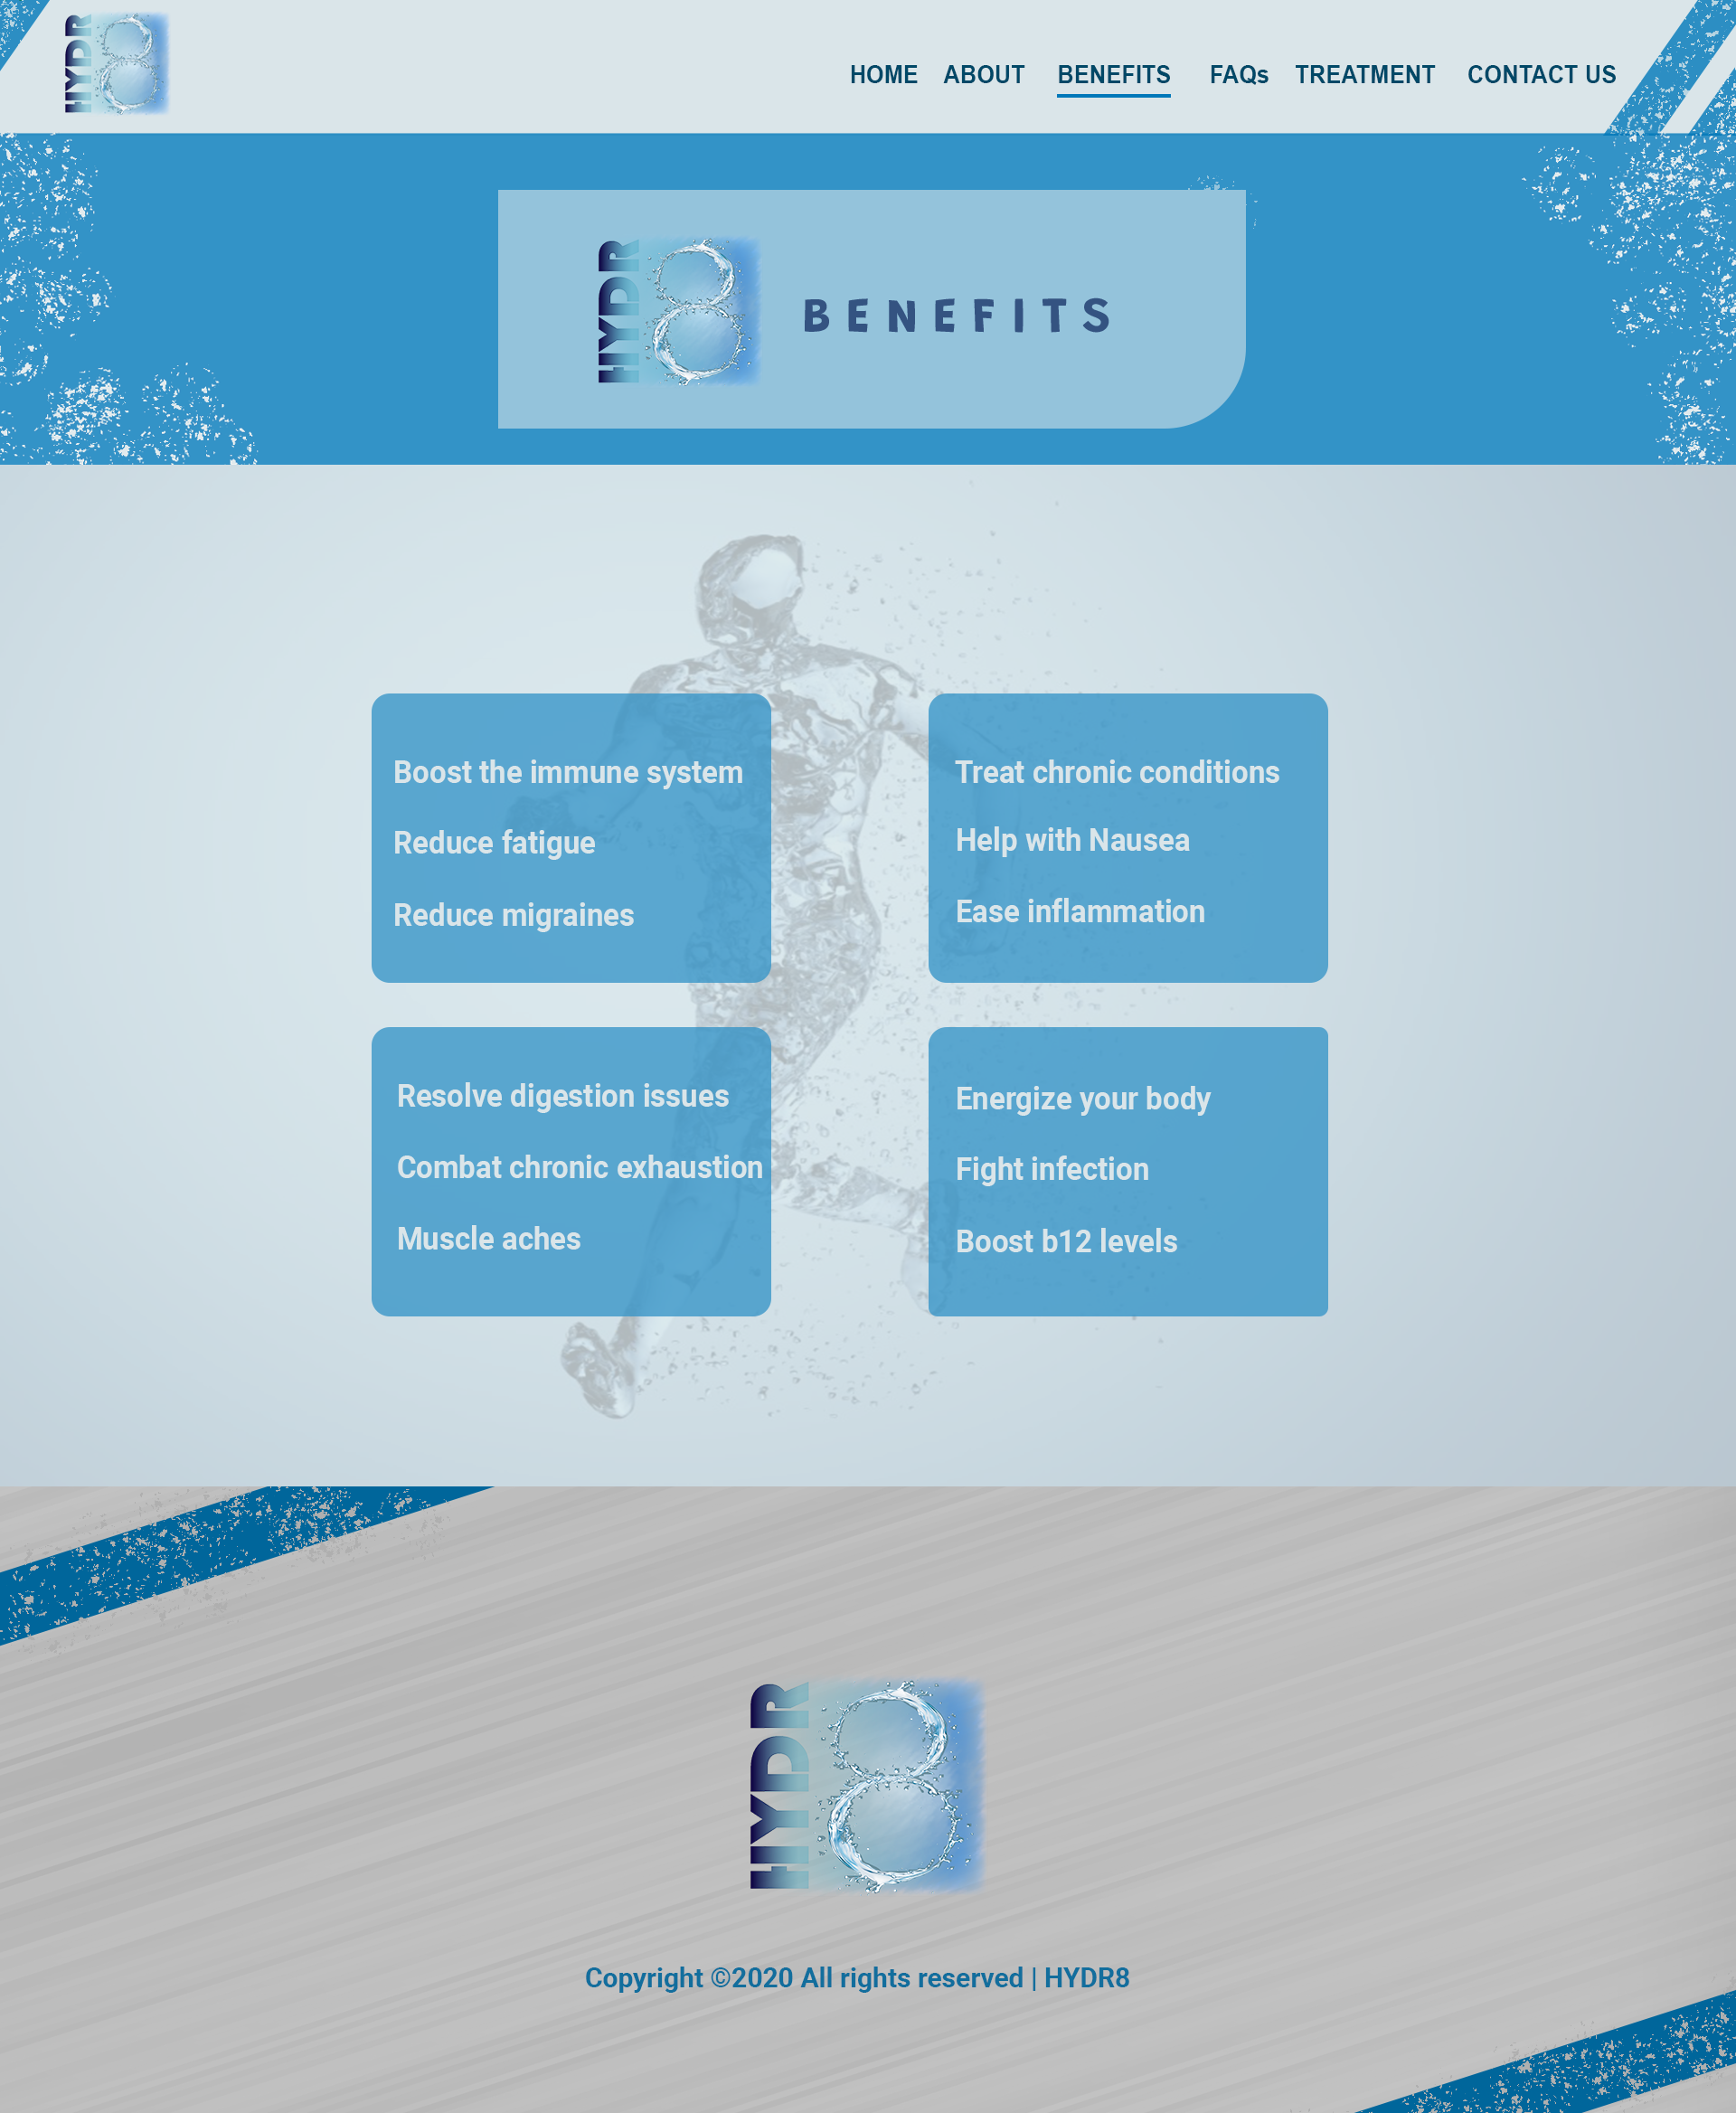 HYDR8
HOME ABOUT BENEFITS FAQs TREATMENT CONTACT US
HYDR8
BENEFITS
Boost the immune system
Reduce fatigue
Reduce migraines
Treat chronic conditions
Help with Nausea
Ease inflammation
Resolve digestion issues
Combat chronic exhaustion
Muscle aches
Energize your body
Fight infection
Boost b12 levels
HYDR8
Copyright ©2020 All rights reserved | HYDR8